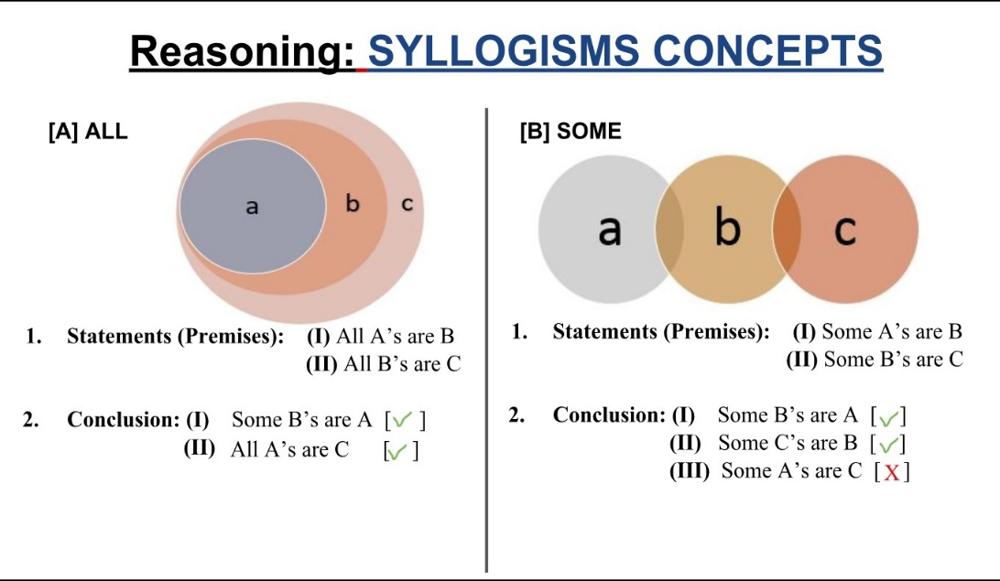 Reasoning: SYLLOGISMS CONCEPTS
[A] ALL
a
b
c
1. Statements (Premises): (I) All A’s are B
(II) All B’s are C
2. Conclusion: (I) Some B’s are A [✓]
(II) All A’s are C [✓]
[B] SOME
a
b
c
1. Statements (Premises): (I) Some A’s are B
(II) Some B’s are C
2. Conclusion: (I) Some B’s are A [✓]
(II) Some C’s are B [✓]
(III) Some A’s are C [X]